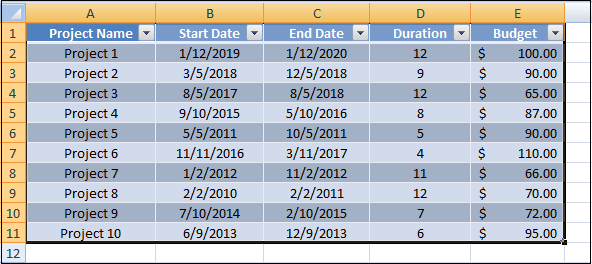 A B C D E
1 Project Name Start Date End Date Duration Budget
2 Project 1 1/12/2019 1/12/2020 12 $ 100.00
3 Project 2 3/5/2018 12/5/2018 9 $ 90.00
4 Project 3 8/5/2017 8/5/2018 12 $ 65.00
5 Project 4 9/10/2015 5/10/2016 8 $ 87.00
6 Project 5 5/5/2011 10/5/2011 5 $ 90.00
7 Project 6 11/11/2016 3/11/2017 4 $ 110.00
8 Project 7 1/2/2012 11/2/2012 11 $ 66.00
9 Project 8 2/2/2010 2/2/2011 12 $ 70.00
10 Project 9 7/10/2014 2/10/2015 7 $ 72.00
11 Project 10 6/9/2013 12/9/2013 6 $ 95.00
12